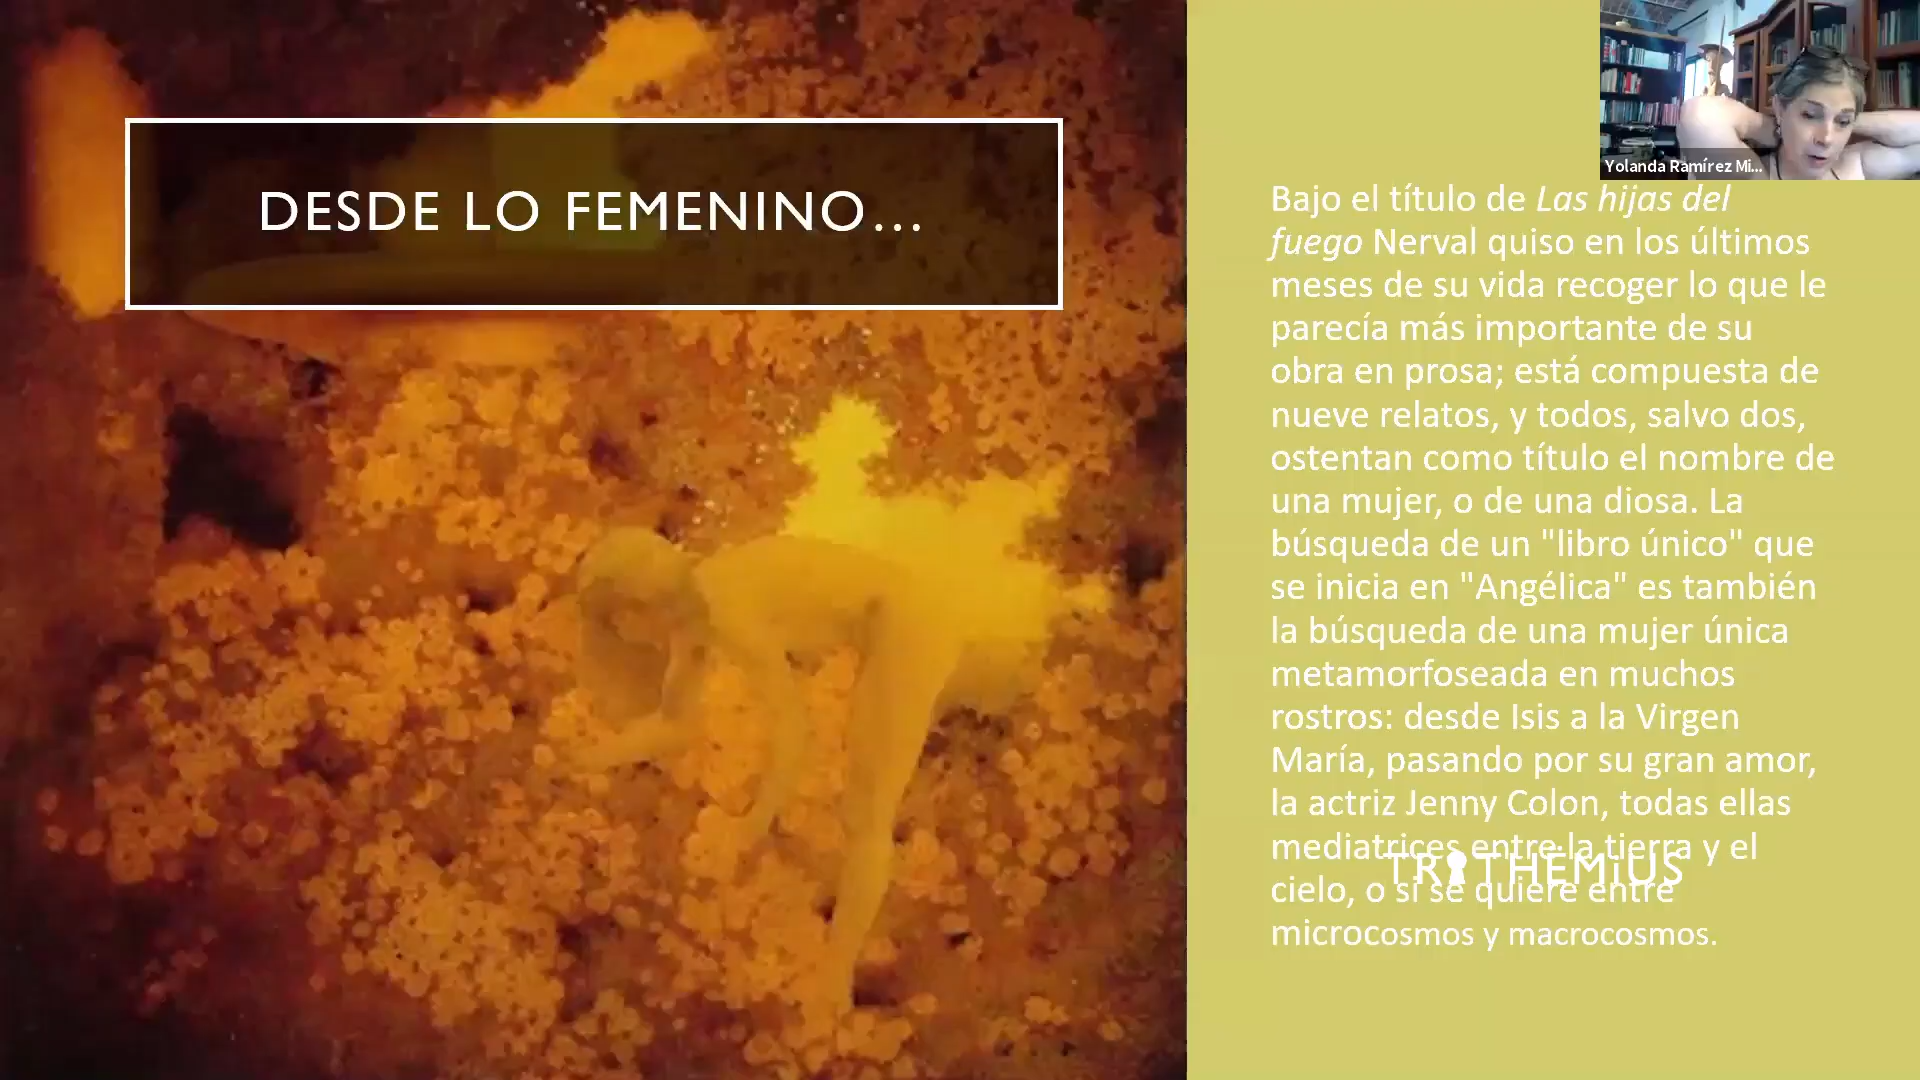 DESDE LO FEMENINO...
Yolanda Ramírez Mi...
Bajo el título de Las hijas del
fuego Nerval quiso en los últimos
meses de su vida recoger lo que le
parecía más importante de su
obra en prosa; está compuesta de
nueve relatos, y todos, salvo dos,
ostentan como título el nombre de
una mujer, o de una diosa. La
búsqueda de un "libro único" que
se inicia en "Angélica" es también
la búsqueda de una mujer única
metamorfoseada en muchos
rostros: desde Isis a la Virgen
María, pasando por su gran amor,
la actriz Jenny Colon, todas ellas
mediatrices entre la tierra y el
cielo, o si se quiere entre
microcosmos y macrocosmos.
TRITHEMIUS